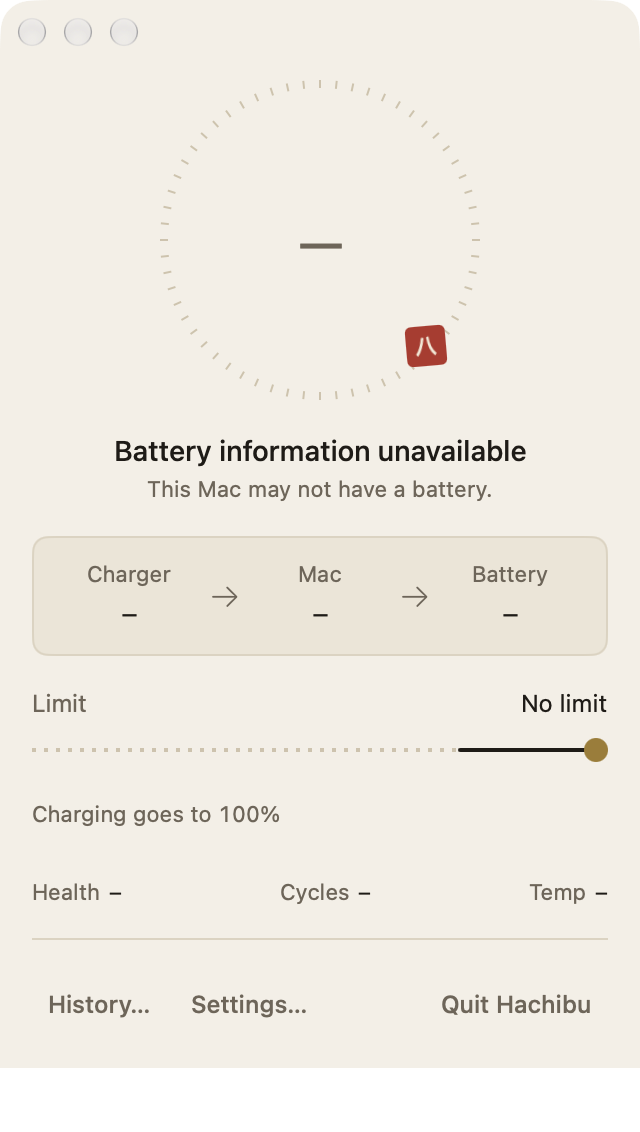 —
八
Battery information unavailable
This Mac may not have a battery.
Charger → Mac → Battery
– – –
Limit No limit
Charging goes to 100%
Health – Cycles – Temp –
History... Settings... Quit Hachibu